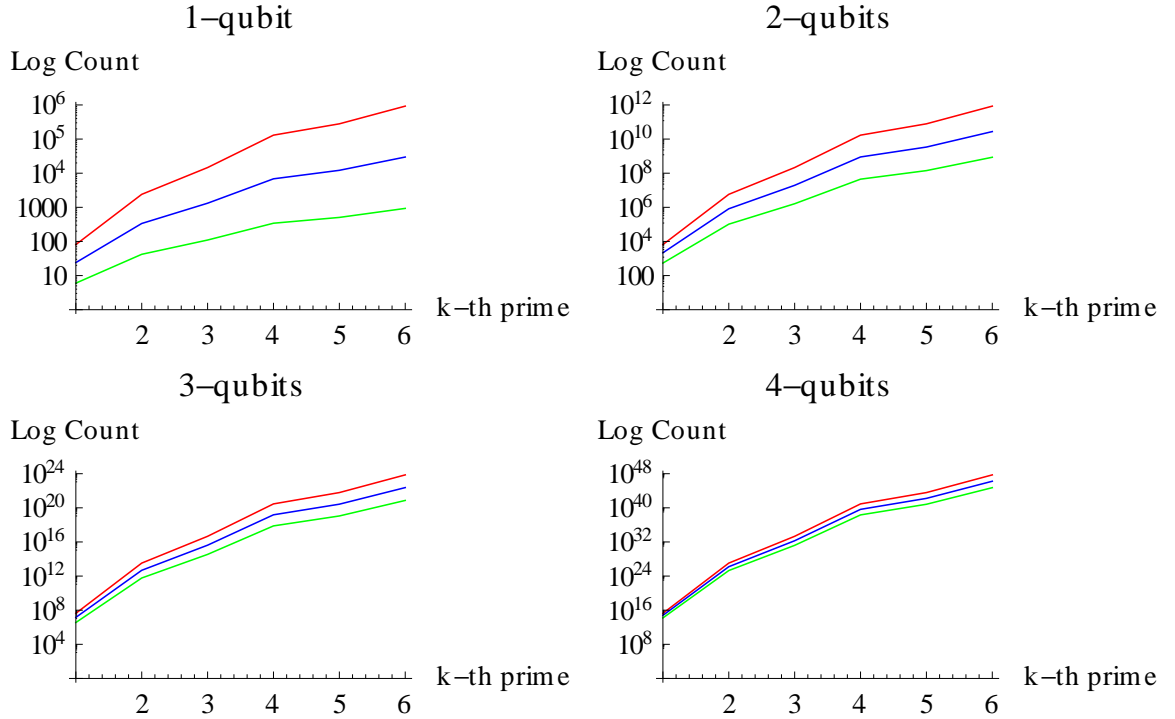 1–qubit
Log Count
10^6
10^5
10^4
1000
100
10
2 3 4 5 6
k–th prime
2–qubits
Log Count
10^12
10^10
10^8
10^6
10^4
100
2 3 4 5 6
k–th prime
3–qubits
Log Count
10^24
10^20
10^16
10^12
10^8
10^4
2 3 4 5 6
k–th prime
4–qubits
Log Count
10^48
10^40
10^32
10^24
10^16
10^8
2 3 4 5 6
k–th prime